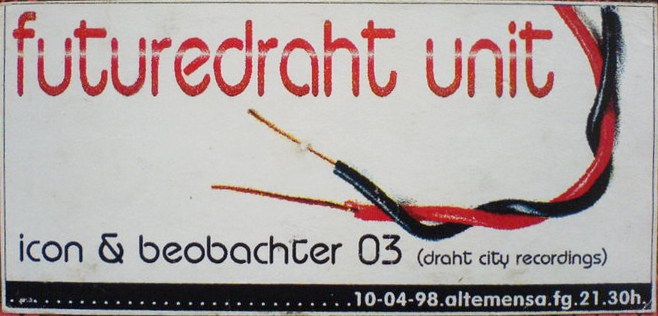 futuredraht unit
icon & beobachter 03 (draht city recordings)
10-04-98.altemensa.fg.21.30h.